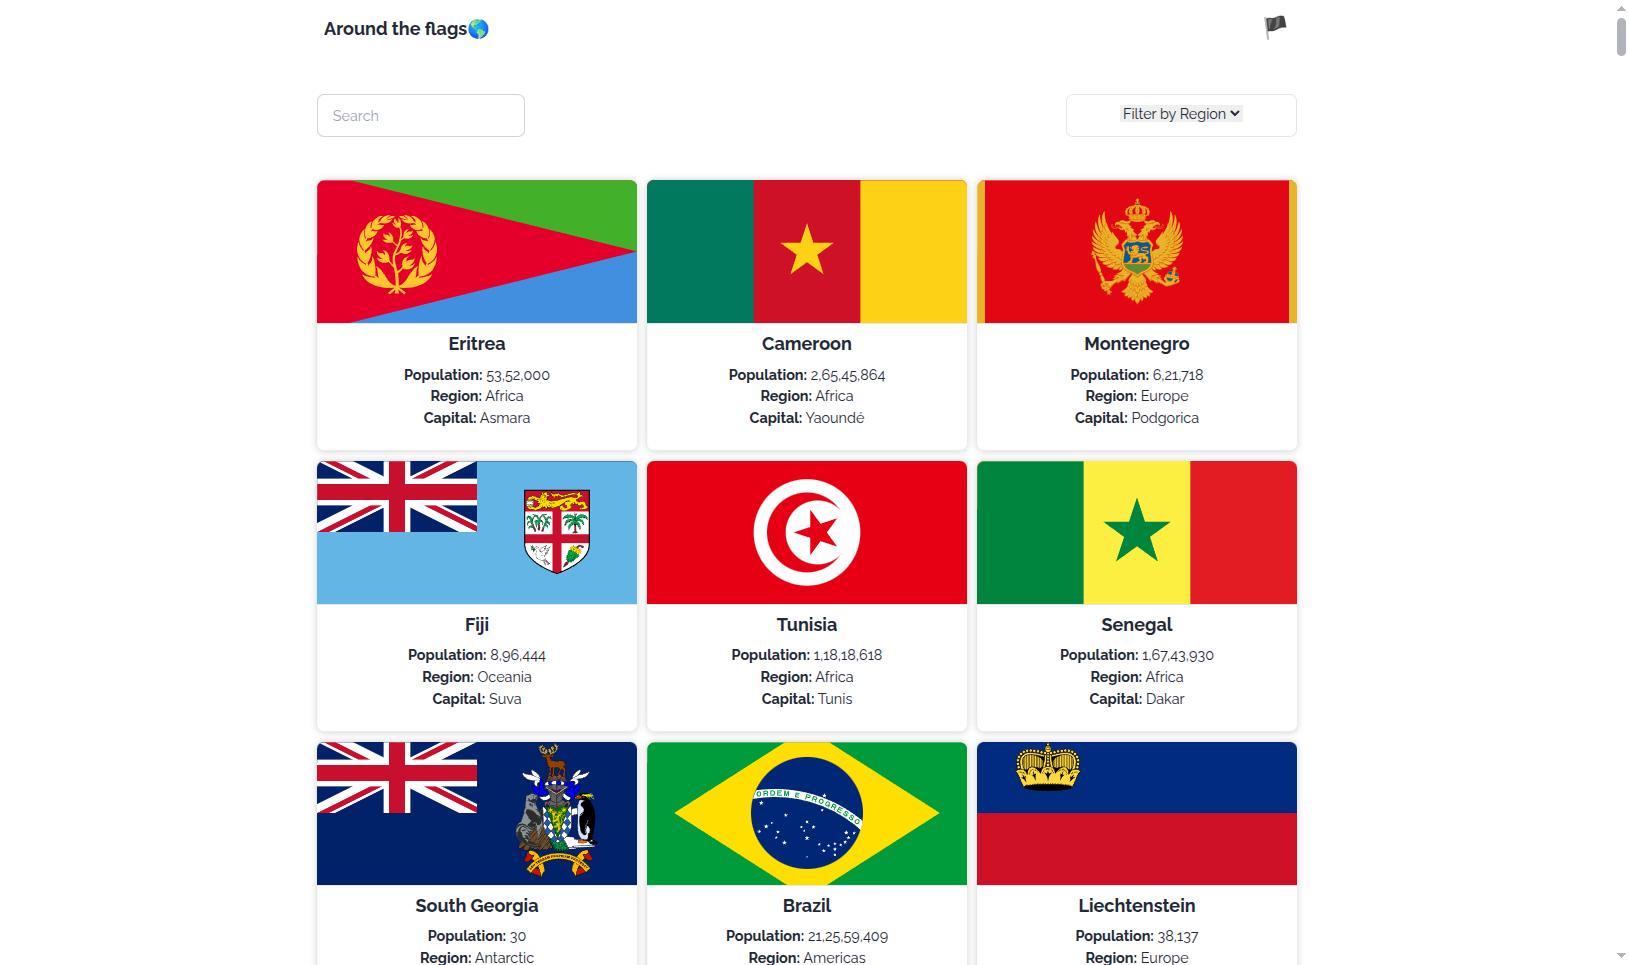 Around the flags🌎 🏴
Search
Filter by Region
Eritrea
Population: 53,52,000
Region: Africa
Capital: Asmara
Cameroon
Population: 2,65,45,864
Region: Africa
Capital: Yaoundé
Montenegro
Population: 6,21,718
Region: Europe
Capital: Podgorica
Fiji
Population: 8,96,444
Region: Oceania
Capital: Suva
Tunisia
Population: 1,18,18,618
Region: Africa
Capital: Tunis
Senegal
Population: 1,67,43,930
Region: Africa
Capital: Dakar
South Georgia
Population: 30
Region: Antarctic
ORDEM E PROGRESSO
Brazil
Population: 21,25,59,409
Region: Americas
Liechtenstein
Population: 38,137
Region: Europe